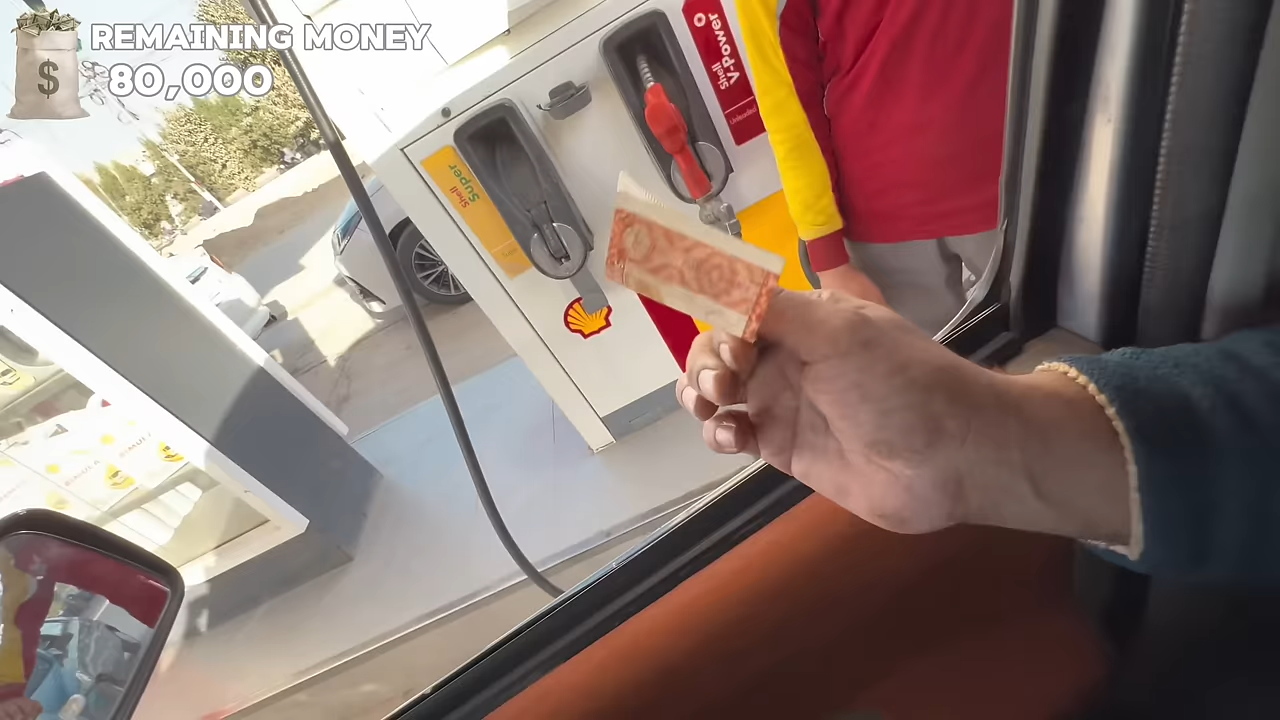 REMAINING MONEY
$
80,000
Shell
V-Power
Unleaded
Shell
Super